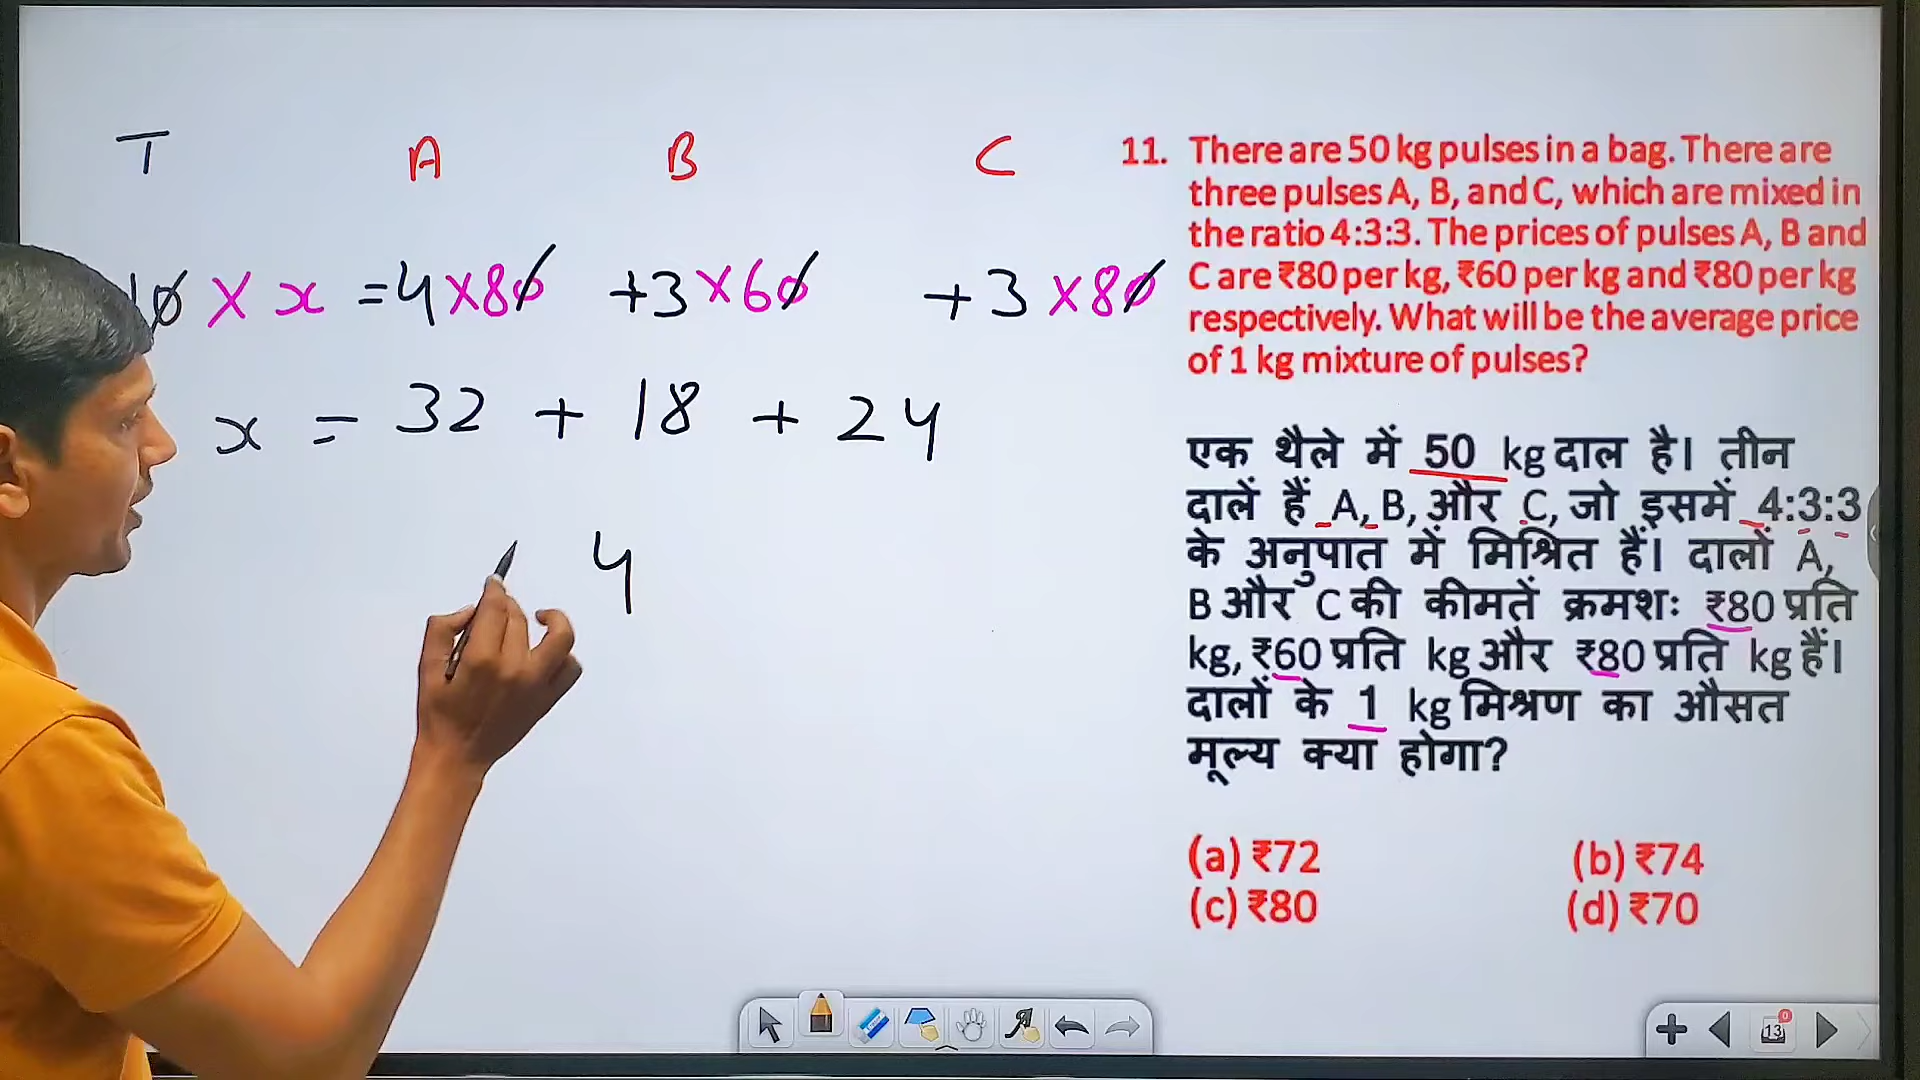 T A B C
10 × x = 4 × 80 + 3 × 60 + 3 × 80
x = 32 + 18 + 24
4
11. There are 50 kg pulses in a bag. There are
three pulses A, B, and C, which are mixed in
the ratio 4:3:3. The prices of pulses A, B and
C are ₹80 per kg, ₹60 per kg and ₹80 per kg
respectively. What will be the average price
of 1 kg mixture of pulses?
एक थैले में 50 kg दाल है। तीन
दालें हैं A, B, और C, जो इसमें 4:3:3
के अनुपात में मिश्रित हैं। दालों A,
B और C की कीमतें क्रमशः ₹80 प्रति
kg, ₹60 प्रति kg और ₹80 प्रति kg हैं।
दालों के 1 kg मिश्रण का औसत
मूल्य क्या होगा?
(a) ₹72 (b) ₹74
(c) ₹80 (d) ₹70
13 0